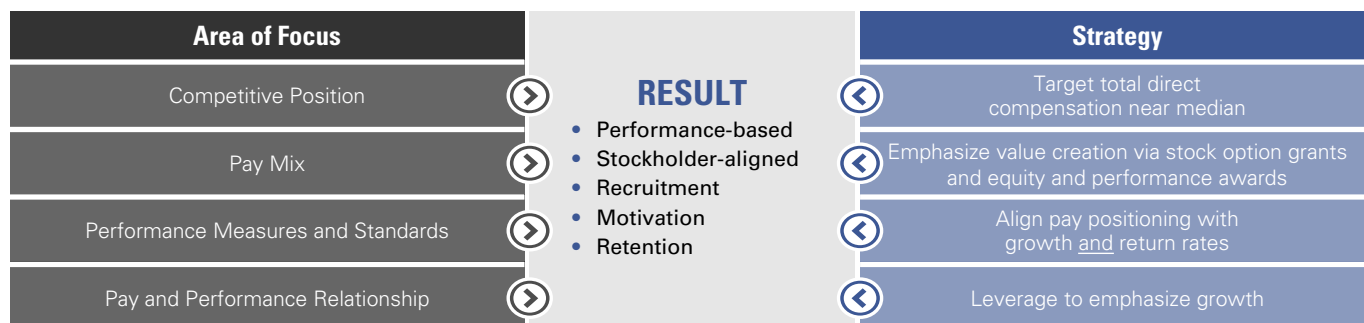 Area of Focus
Competitive Position
Pay Mix
Performance Measures and Standards
Pay and Performance Relationship
RESULT
• Performance-based
• Stockholder-aligned
• Recruitment
• Motivation
• Retention
Strategy
Target total direct
compensation near median
Emphasize value creation via stock option grants
and equity and performance awards
Align pay positioning with
growth and return rates
Leverage to emphasize growth